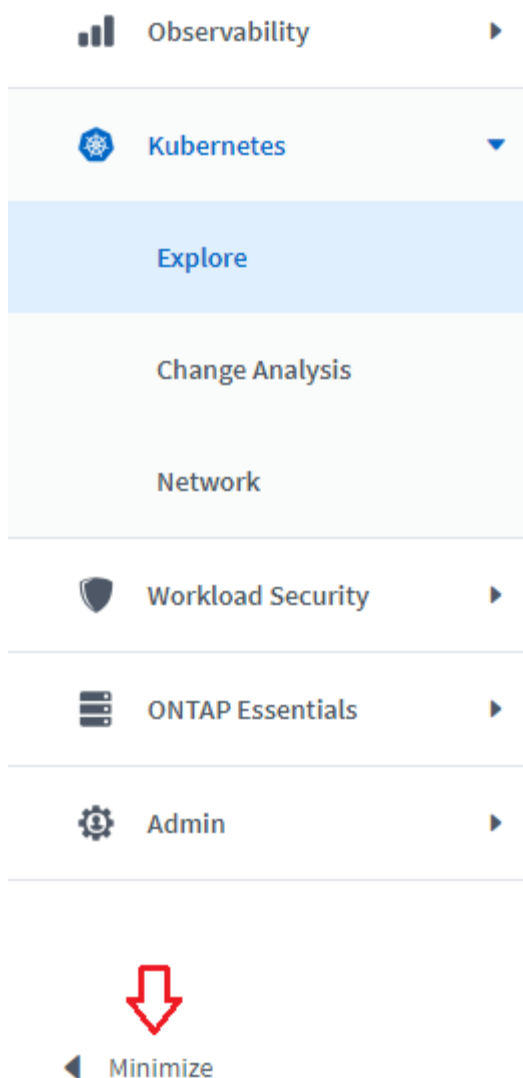 Observability
Kubernetes
Explore
Change Analysis
Network
Workload Security
ONTAP Essentials
Admin
Minimize